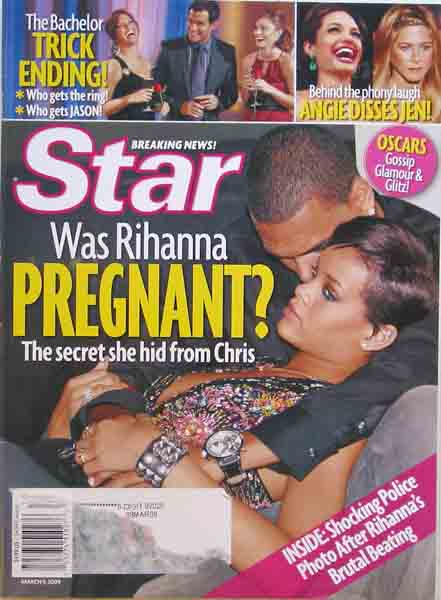 The Bachelor
TRICK
ENDING!
* Who gets the ring!
* Who gets JASON!
Behind the phony laugh
ANGIE DISSES JEN!
BREAKING NEWS!
Star
OSCARS
Gossip
Glamour &
Glitz!
Was Rihanna
PREGNANT?
The secret she hid from Chris
INSIDE: Shocking Police
Photo After Rihanna's
Brutal Beating
MARCH 9, 2009